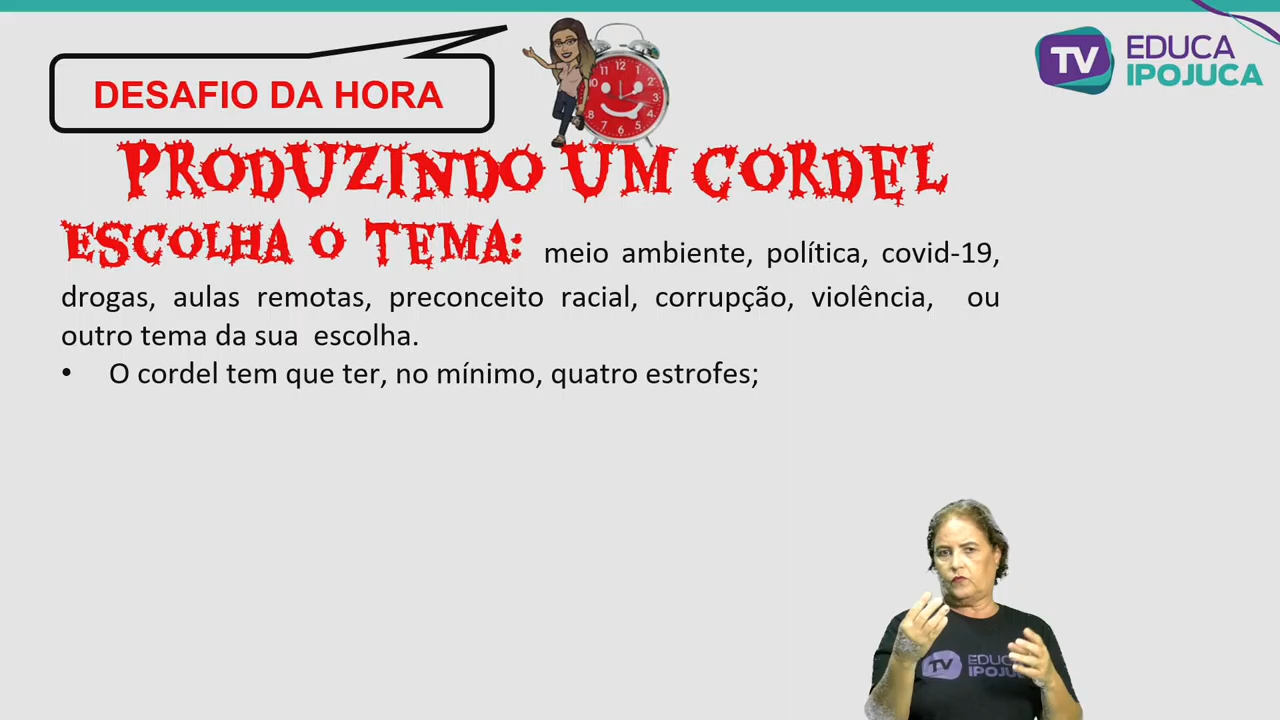 DESAFIO DA HORA
TV EDUCA
IPOJUCA
PRODUZINDO UM CORDEL
ESCOLHA O TEMA: meio ambiente, política, covid-19,
drogas, aulas remotas, preconceito racial, corrupção, violência, ou
outro tema da sua escolha.
• O cordel tem que ter, no mínimo, quatro estrofes;
TV